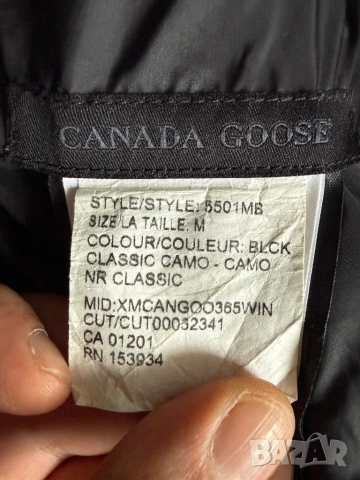 CANADA GOOSE
STYLE/STYLE: 6501MB
SIZE/LA TAILLE: M
COLOUR/COULEUR: BLCK
CLASSIC CAMO - CAMO
NR CLASSIC
MID:XMCANGOO365WIN
CUT/CUT00032341
CA 01201
RN 153934
BAZAR